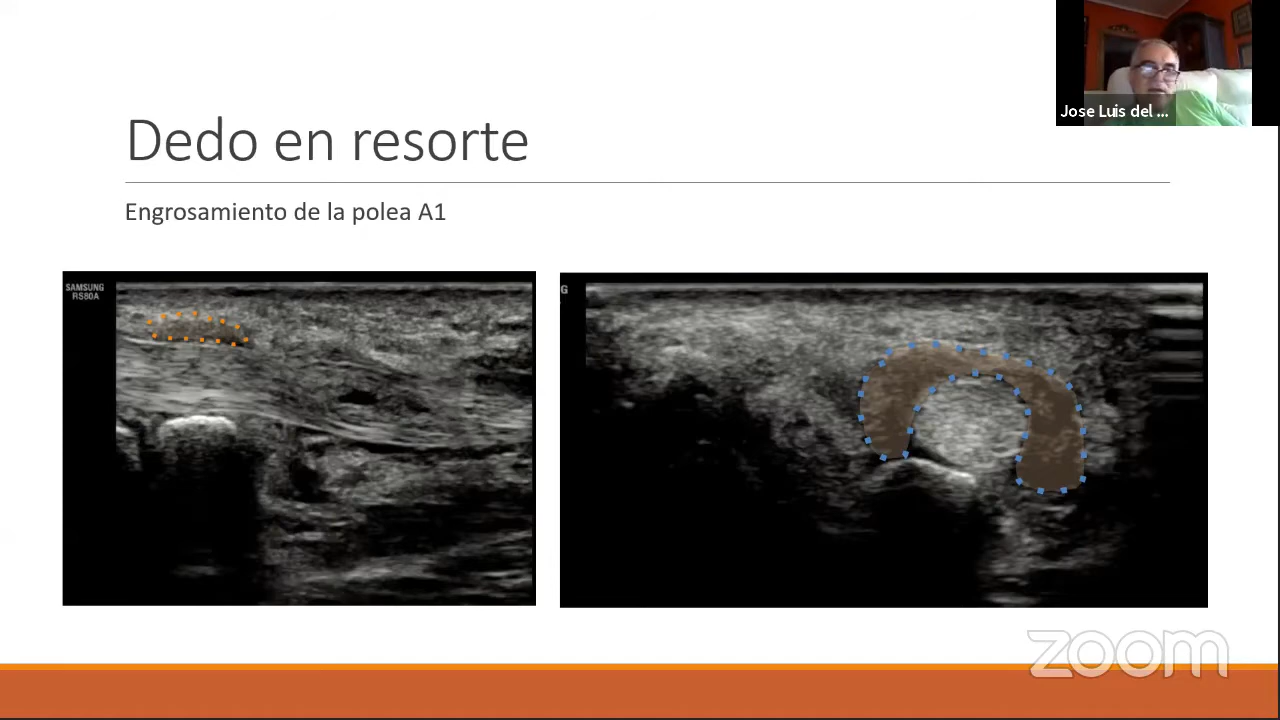 Jose Luis del ...
Dedo en resorte
Engrosamiento de la polea A1
SAMSUNG
RS80A
G
zoom